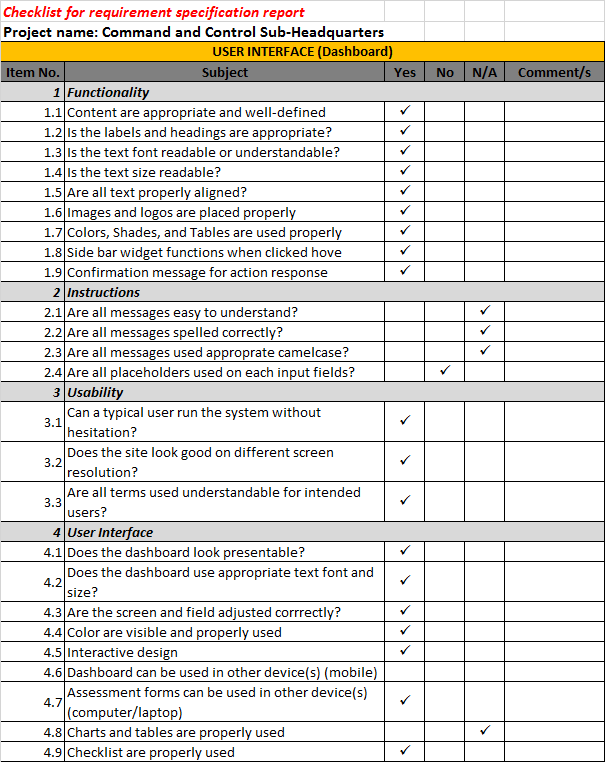 Checklist for requirement specification report
Project name: Command and Control Sub-Headquarters
USER INTERFACE (Dashboard)
Item No. Subject Yes No N/A Comment/s
1 Functionality
1.1 Content are appropriate and well-defined ✓
1.2 Is the labels and headings are appropriate? ✓
1.3 Is the text font readable or understandable? ✓
1.4 Is the text size readable? ✓
1.5 Are all text properly aligned? ✓
1.6 Images and logos are placed properly ✓
1.7 Colors, Shades, and Tables are used properly ✓
1.8 Side bar widget functions when clicked hove ✓
1.9 Confirmation message for action response ✓
2 Instructions
2.1 Are all messages easy to understand? ✓
2.2 Are all messages spelled correctly? ✓
2.3 Are all messages used approprate camelcase? ✓
2.4 Are all placeholders used on each input fields? ✓
3 Usability
3.1 Can a typical user run the system without
hesitation? ✓
3.2 Does the site look good on different screen
resolution? ✓
3.3 Are all terms used understandable for intended
users? ✓
4 User Interface
4.1 Does the dashboard look presentable? ✓
4.2 Does the dashboard use appropriate text font and
size? ✓
4.3 Are the screen and field adjusted corrrectly? ✓
4.4 Color are visible and properly used ✓
4.5 Interactive design ✓
4.6 Dashboard can be used in other device(s) (mobile)
4.7 Assessment forms can be used in other device(s)
(computer/laptop) ✓
4.8 Charts and tables are properly used ✓
4.9 Checklist are properly used ✓